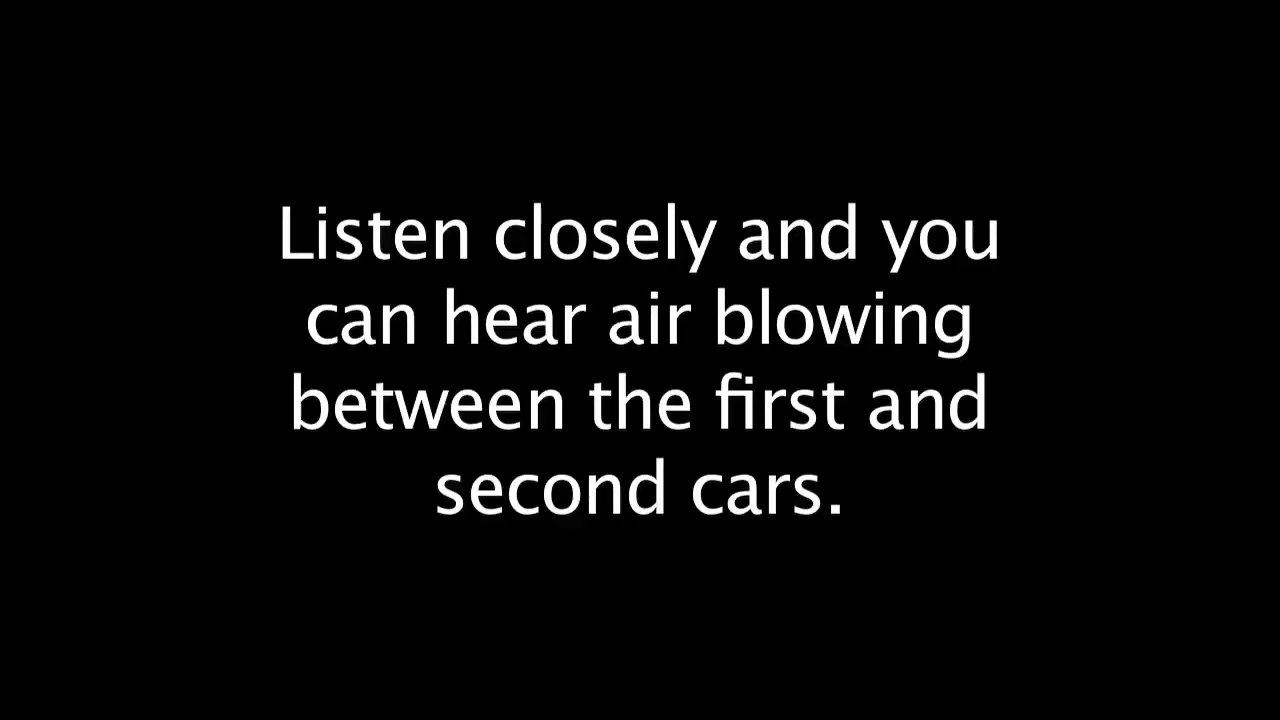 Listen closely and you
can hear air blowing
between the first and
second cars.